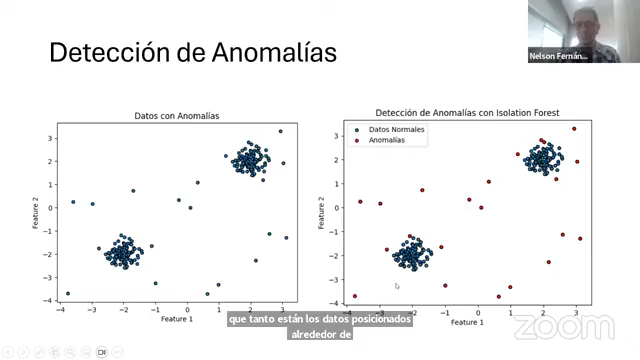 Detección de Anomalías
Nelson Fernán...
Datos con Anomalías
Feature 2
3
2
1
0
−1
−2
−3
−4
−4
−3
−2
−1
0
1
2
3
Feature 1
Detección de Anomalías con Isolation Forest
Datos Normales
Anomalías
Feature 2
3
2
1
0
−1
−2
−3
−4
−4
−3
−2
−1
0
1
2
3
Feature 1
que tanto están los datos posicionados
alrededor de
zoom